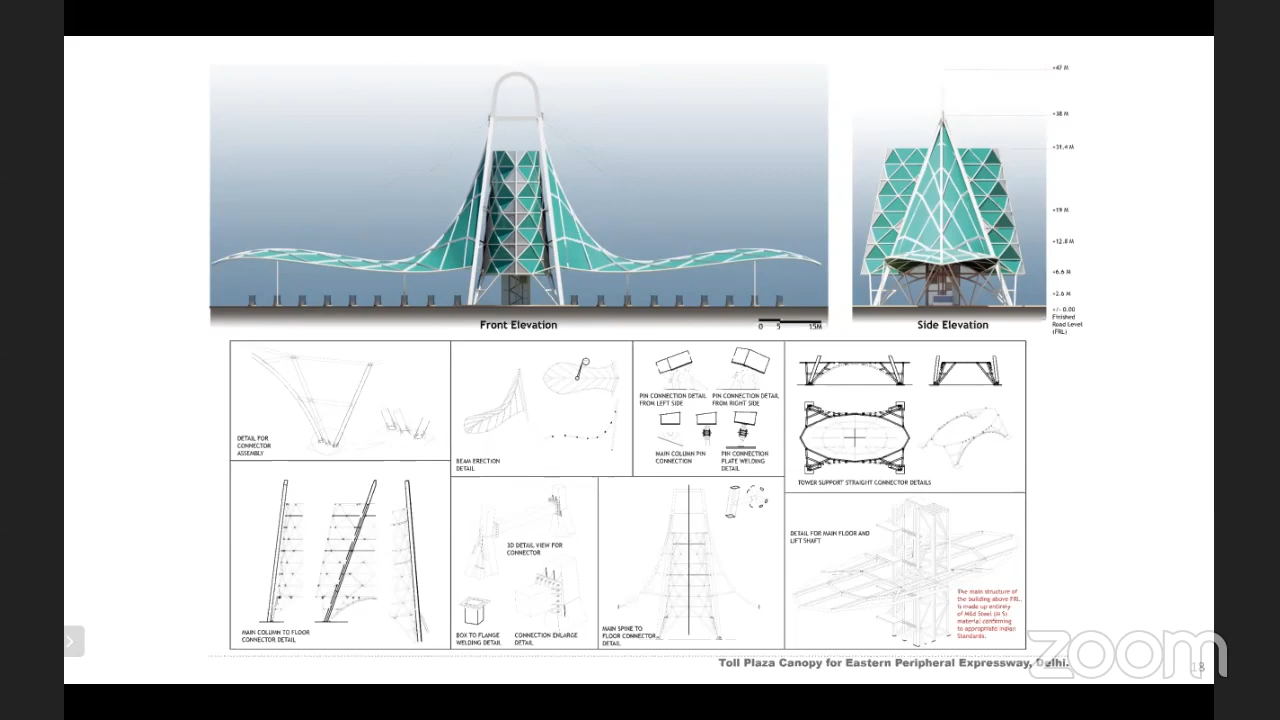 +47 M
+38 M
+31.4 M
+19 M
+12.8 M
+6.6 M
+2.6 M
+/- 0.00
Finished
Road Level
(FRL)
Front Elevation
0 5 15M
Side Elevation
DETAIL FOR
CONNECTOR
ASSEMBLY
BEAM ERECTION
DETAIL
PIN CONNECTION DETAIL
FROM LEFT SIDE
PIN CONNECTION DETAIL
FROM RIGHT SIDE
MAIN COLUMN PIN
CONNECTION
PIN CONNECTION
PLATE WELDING
DETAIL
TOWER SUPPORT STRAIGHT CONNECTOR DETAILS
MAIN COLUMN TO FLOOR
CONNECTOR DETAIL
3D DETAIL VIEW FOR
CONNECTOR
BOX TO FLANGE
WELDING DETAIL
CONNECTION ENLARGE
DETAIL
MAIN SPINE TO
FLOOR CONNECTOR
DETAIL
DETAIL FOR MAIN FLOOR AND
LIFT SHAFT
The main structure of
the building above FRL,
is made up entirely
of Mild Steel (M S)
material conferming
to appropriate Indian
Standards.
Toll Plaza Canopy for Eastern Peripheral Expressway, Delhi.
18
zoom